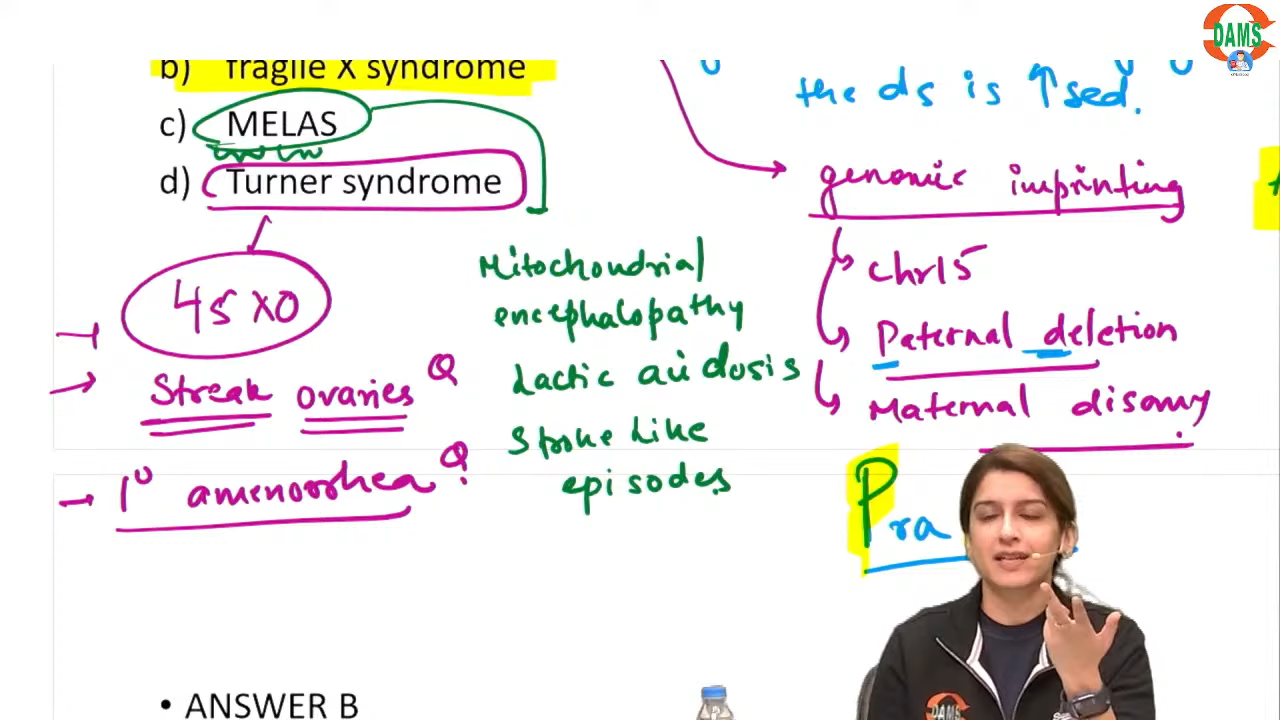 DAMS
b) fragile X syndrome
c) MELAS
d) Turner syndrome
45 XO
Streak ovaries Q
1° amenorrhea Q
Mitochondrial
encephalopathy
Lactic acidosis
Stroke like
episodes
the ds is ↑sed.
genomic imprinting
Chr15
Paternal deletion
Maternal disomy
Pra
• ANSWER B
DAMS